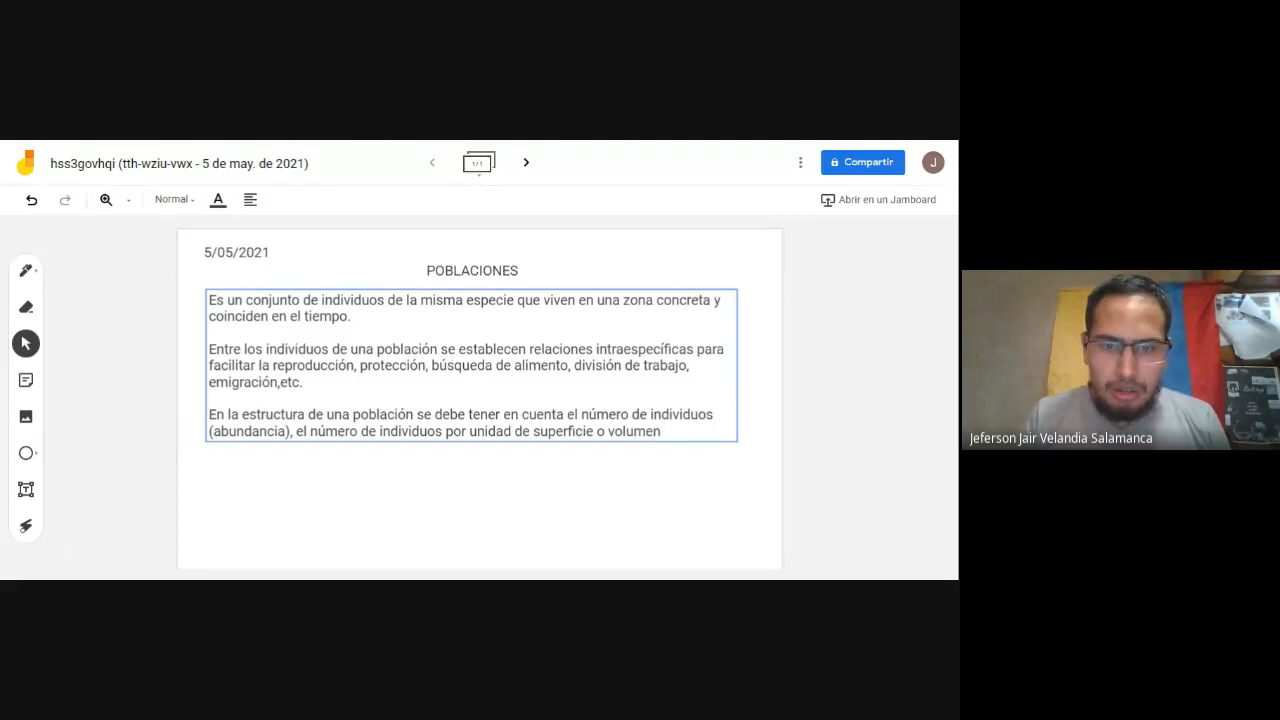 hss3govhqi (tth-wziu-vwx - 5 de may. de 2021)
1/1
Compartir
J
Normal
A
Abrir en un Jamboard
5/05/2021
POBLACIONES
Es un conjunto de individuos de la misma especie que viven en una zona concreta y
coinciden en el tiempo.
Entre los individuos de una población se establecen relaciones intraespecíficas para
facilitar la reproducción, protección, búsqueda de alimento, división de trabajo,
emigración,etc.
En la estructura de una población se debe tener en cuenta el número de individuos
(abundancia), el número de individuos por unidad de superficie o volumen
Jeferson Jair Velandia Salamanca